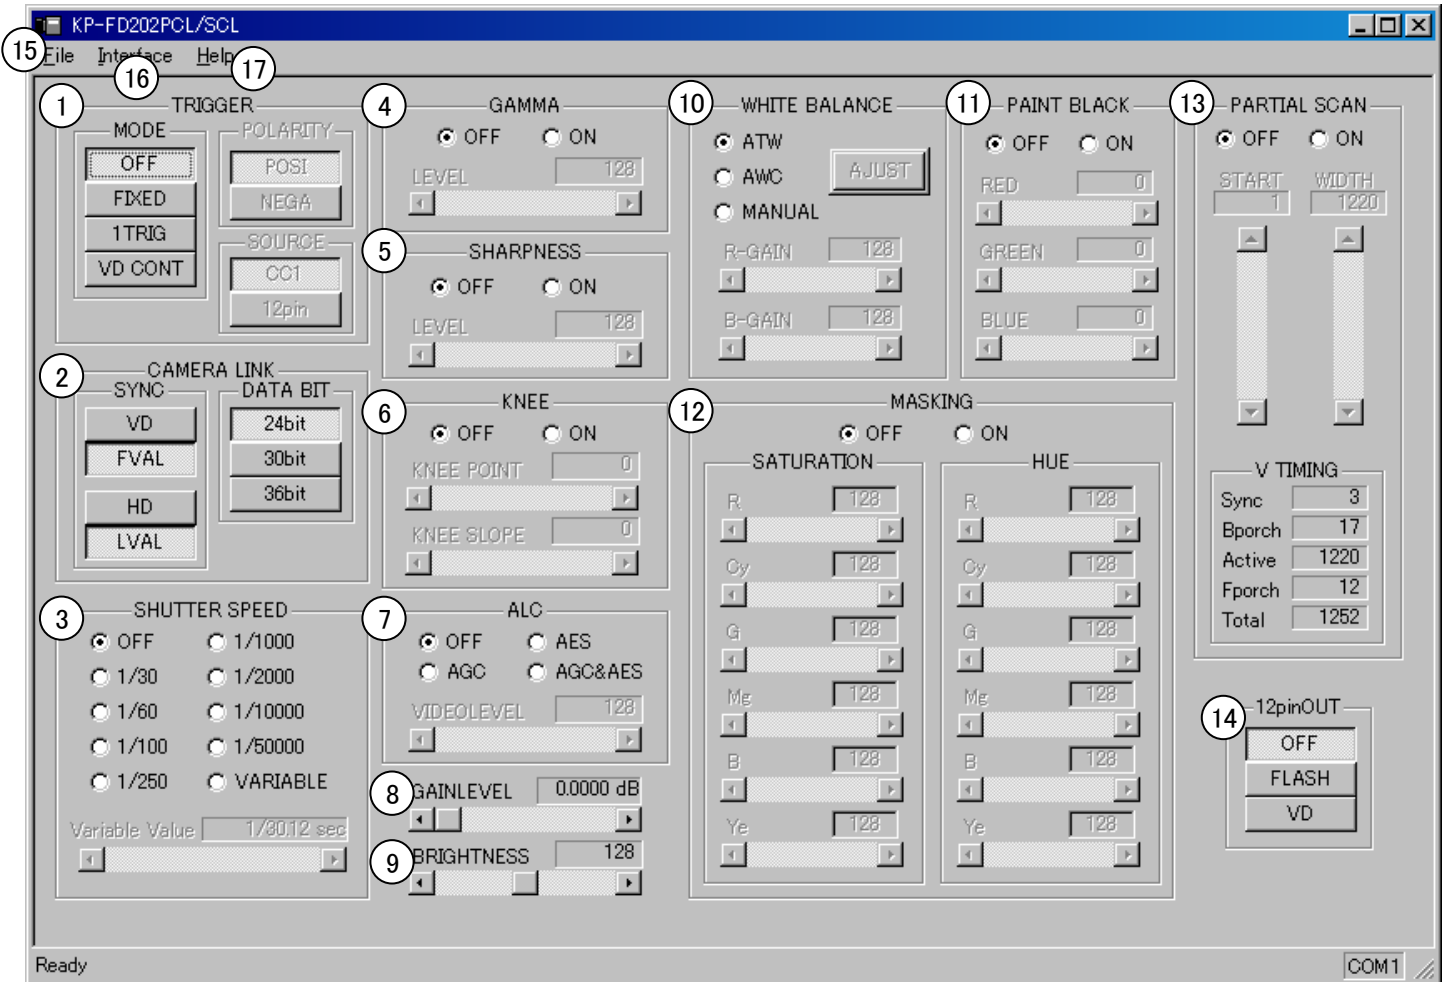 KP-FD202PCL/SCL
15 File Interface Help
16 17
1 TRIGGER
MODE
OFF
FIXED
1TRIG
VD CONT
POLARITY
POSI
NEGA
SOURCE
CC1
12pin
2 CAMERA LINK
SYNC
VD
FVAL
HD
LVAL
DATA BIT
24bit
30bit
36bit
3 SHUTTER SPEED
OFF 1/1000
1/30 1/2000
1/60 1/10000
1/100 1/50000
1/250 VARIABLE
Variable Value 1/30.12 sec
4 GAMMA
OFF ON
LEVEL 128
5 SHARPNESS
OFF ON
LEVEL 128
6 KNEE
OFF ON
KNEE POINT 0
KNEE SLOPE 0
7 ALC
OFF AES
AGC AGC&AES
VIDEOLEVEL 128
8 GAINLEVEL 0.0000 dB
9 BRIGHTNESS 128
10 WHITE BALANCE
ATW
AWC
MANUAL
AJUST
R-GAIN 128
B-GAIN 128
11 PAINT BLACK
OFF ON
RED 0
GREEN 0
BLUE 0
12 MASKING
OFF ON
SATURATION
R 128
Cy 128
G 128
Mg 128
B 128
Ye 128
HUE
R 128
Cy 128
G 128
Mg 128
B 128
Ye 128
13 PARTIAL SCAN
OFF ON
START WIDTH
1 1220
V TIMING
Sync 3
Bporch 17
Active 1220
Fporch 12
Total 1252
14 12pinOUT
OFF
FLASH
VD
Ready COM1